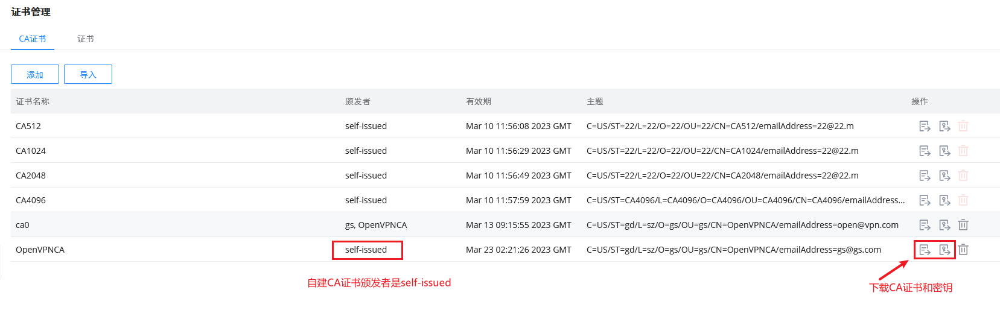 证书管理
CA证书 证书
添加 导入
证书名称 颁发者 有效期 主题 操作
CA512 self-issued Mar 10 11:56:08 2023 GMT C=US/ST=22/L=22/O=22/OU=22/CN=CA512/emailAddress=22@22.m
CA1024 self-issued Mar 10 11:56:29 2023 GMT C=US/ST=22/L=22/O=22/OU=22/CN=CA1024/emailAddress=22@22.m
CA2048 self-issued Mar 10 11:56:49 2023 GMT C=US/ST=22/L=22/O=22/OU=22/CN=CA2048/emailAddress=22@22.m
CA4096 self-issued Mar 10 11:57:59 2023 GMT C=US/ST=CA4096/L=CA4096/O=CA4096/OU=CA4096/CN=CA4096/emailAddress...
ca0 gs, OpenVPNCA Mar 13 09:15:55 2023 GMT C=US/ST=gd/L=sz/O=gs/OU=gs/CN=OpenVPNCA/emailAddress=open@vpn.com
OpenVPNCA self-issued Mar 23 02:21:26 2023 GMT C=US/ST=gd/L=sz/O=gs/OU=gs/CN=OpenVPNCA/emailAddress=gs@gs.com
自建CA证书颁发者是self-issued
下载CA证书和密钥